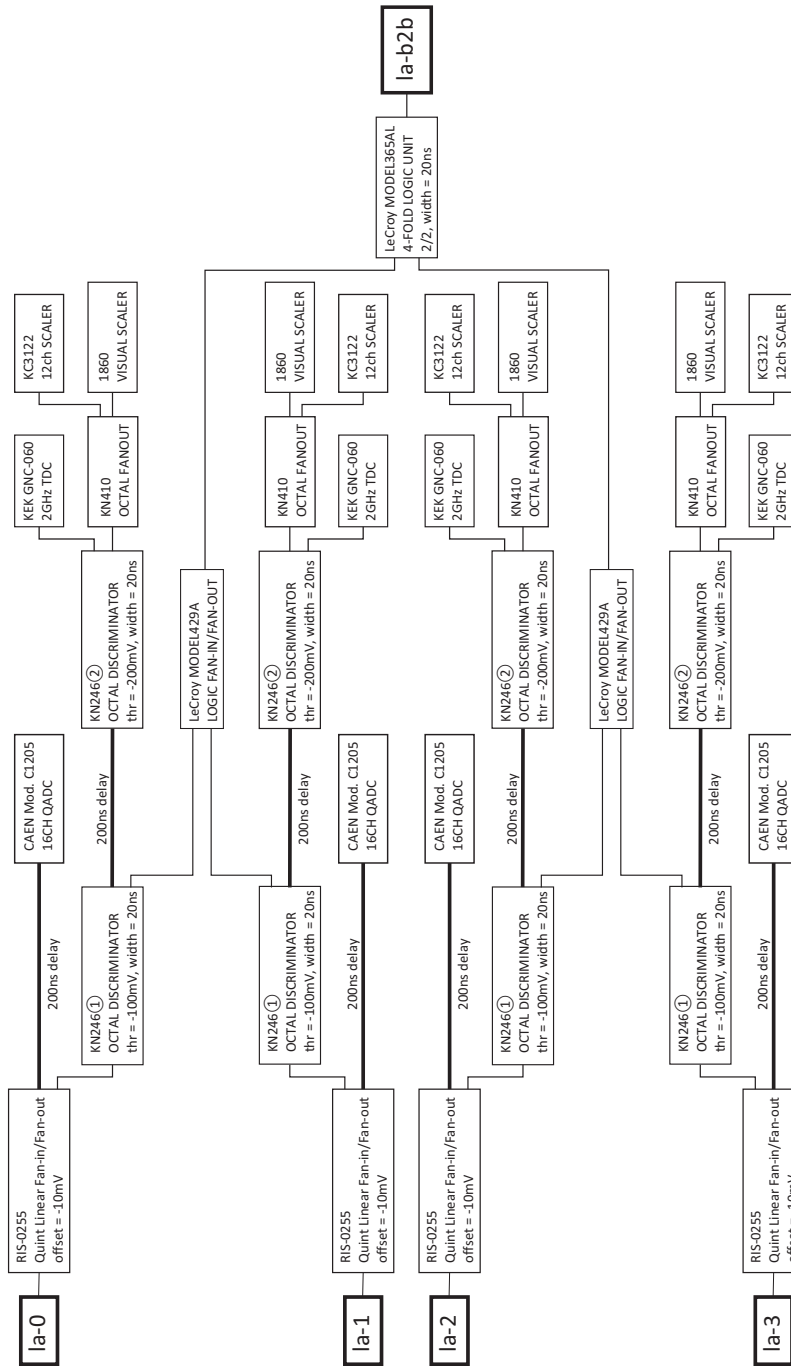 la-0
RIS-0255
Quint Linear Fan-in/Fan-out
offset = -10mV
200ns delay
CAEN Mod. C1205
16CH QADC
KN246①
OCTAL DISCRIMINATOR
thr = -100mV, width = 20ns
200ns delay
KN246②
OCTAL DISCRIMINATOR
thr = -200mV, width = 20ns
KEK GNC-060
2GHz TDC
KN410
OCTAL FANOUT
KC3122
12ch SCALER
1860
VISUAL SCALER
LeCroy MODEL429A
LOGIC FAN-IN/FAN-OUT
la-1
RIS-0255
Quint Linear Fan-in/Fan-out
offset = -10mV
KN246①
OCTAL DISCRIMINATOR
thr = -100mV, width = 20ns
200ns delay
KN246②
OCTAL DISCRIMINATOR
thr = -200mV, width = 20ns
KN410
OCTAL FANOUT
1860
VISUAL SCALER
200ns delay
CAEN Mod. C1205
16CH QADC
KEK GNC-060
2GHz TDC
KC3122
12ch SCALER
LeCroy MODEL365AL
4-FOLD LOGIC UNIT
2/2, width = 20ns
la-b2b
la-2
RIS-0255
Quint Linear Fan-in/Fan-out
offset = -10mV
200ns delay
CAEN Mod. C1205
16CH QADC
KN246①
OCTAL DISCRIMINATOR
thr = -100mV, width = 20ns
200ns delay
KN246②
OCTAL DISCRIMINATOR
thr = -200mV, width = 20ns
KEK GNC-060
2GHz TDC
KN410
OCTAL FANOUT
KC3122
12ch SCALER
1860
VISUAL SCALER
LeCroy MODEL429A
LOGIC FAN-IN/FAN-OUT
la-3
RIS-0255
Quint Linear Fan-in/Fan-out
offset = -10mV
KN246①
OCTAL DISCRIMINATOR
thr = -100mV, width = 20ns
200ns delay
KN246②
OCTAL DISCRIMINATOR
thr = -200mV, width = 20ns
KN410
OCTAL FANOUT
1860
VISUAL SCALER
200ns delay
CAEN Mod. C1205
16CH QADC
KEK GNC-060
2GHz TDC
KC3122
12ch SCALER